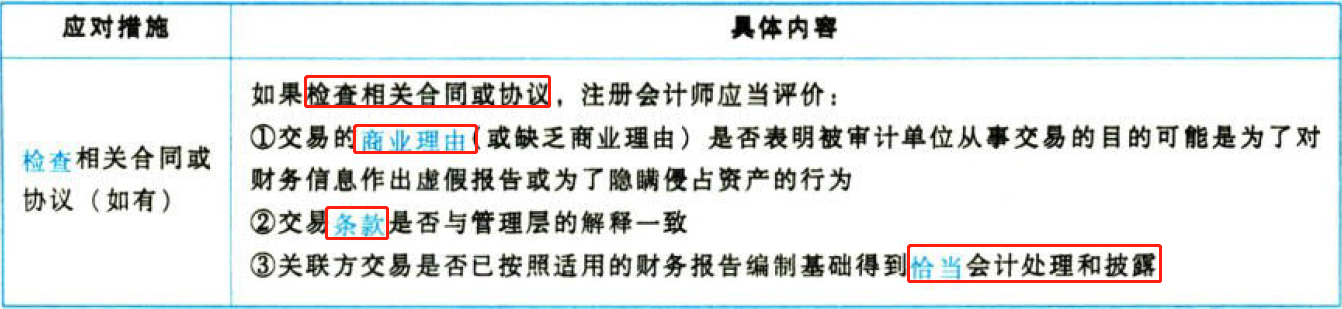 应对措施
具体内容
检查相关合同或
协议（如有）
如果检查相关合同或协议，注册会计师应当评价：
①交易的商业理由（或缺乏商业理由）是否表明被审计单位从事交易的目的可能是为了对
财务信息作出虚假报告或为了隐瞒侵占资产的行为
②交易条款是否与管理层的解释一致
③关联方交易是否已按照适用的财务报告编制基础得到恰当会计处理和披露